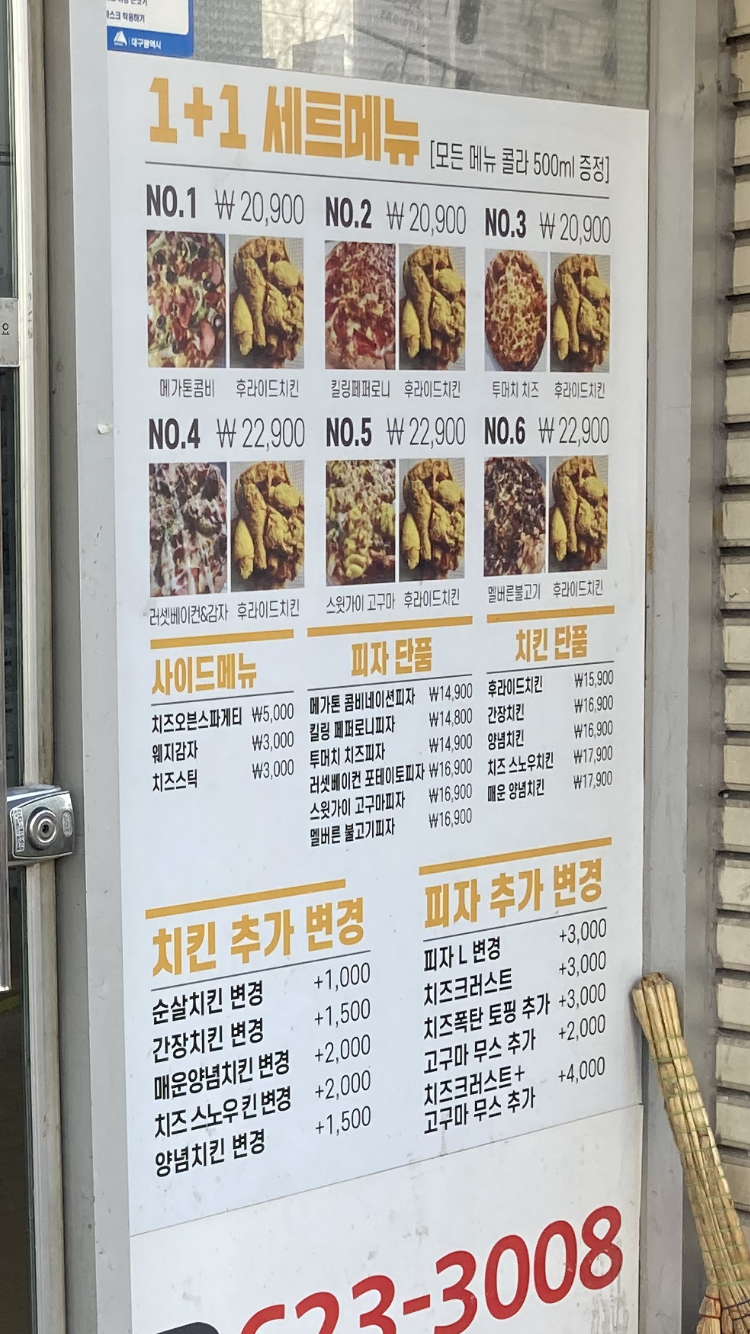 마스크 착용하기
대구광역시
1+1 세트메뉴 [모든 메뉴 콜라 500ml 증정]
NO.1 ₩ 20,900 NO.2 ₩ 20,900 NO.3 ₩ 20,900
메가톤콤비 후라이드치킨 킬링페퍼로니 후라이드치킨 투머치 치즈 후라이드치킨
NO.4 ₩ 22,900 NO.5 ₩ 22,900 NO.6 ₩ 22,900
러셋베이컨&감자 후라이드치킨 스윗가이 고구마 후라이드치킨 멜버른불고기 후라이드치킨
사이드메뉴
치즈오븐스파게티 ₩5,000
웨지감자 ₩3,000
치즈스틱 ₩3,000
피자 단품
메가톤 콤비네이션피자 ₩14,900
킬링 페퍼로니피자 ₩14,800
투머치 치즈피자 ₩14,900
러셋베이컨 포테이토피자 ₩16,900
스윗가이 고구마피자 ₩16,900
멜버른 불고기피자 ₩16,900
치킨 단품
후라이드치킨 ₩15,900
간장치킨 ₩16,900
양념치킨 ₩16,900
치즈 스노우치킨 ₩17,900
매운 양념치킨 ₩17,900
치킨 추가 변경
순살치킨 변경 +1,000
간장치킨 변경 +1,500
매운양념치킨 변경 +2,000
치즈 스노우 킨 변경 +2,000
양념치킨 변경 +1,500
피자 추가 변경
피자 L 변경 +3,000
치즈크러스트 +3,000
치즈폭탄 토핑 추가 +3,000
고구마 무스 추가 +2,000
치즈크러스트+ +4,000
고구마 무스 추가
623-3008
요